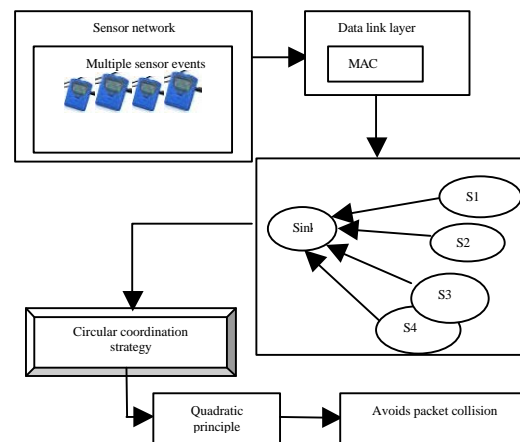 Sensor network
Multiple sensor events
Data link layer
MAC
Sink
S1
S2
S3
S4
Circular coordination
strategy
Quadratic
principle
Avoids packet collision